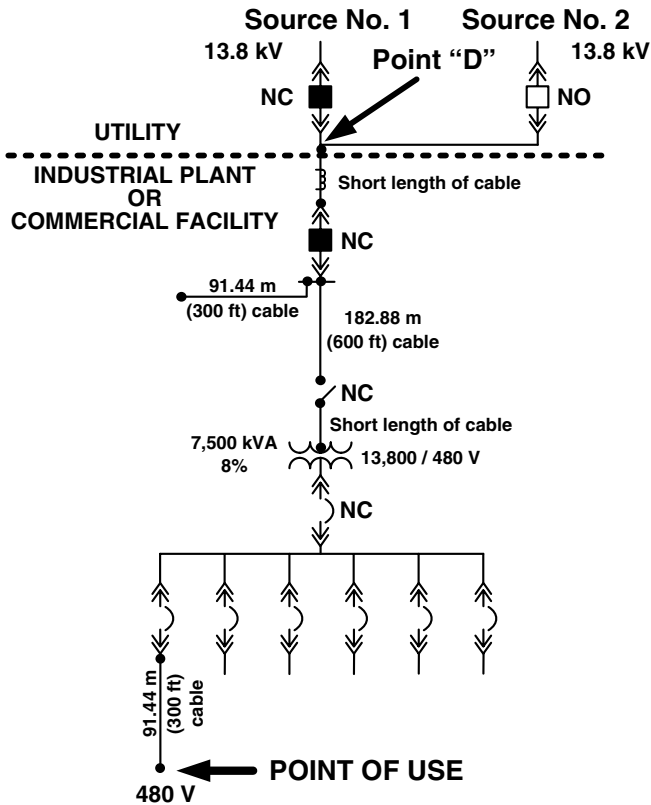 Source No. 1
Source No. 2
13.8 kV
Point “D”
13.8 kV
NC
NO
UTILITY
INDUSTRIAL PLANT
OR
COMMERCIAL FACILITY
Short length of cable
NC
91.44 m
(300 ft) cable
182.88 m
(600 ft) cable
NC
Short length of cable
7,500 kVA
8%
13,800 / 480 V
NC
91.44 m
(300 ft)
cable
POINT OF USE
480 V